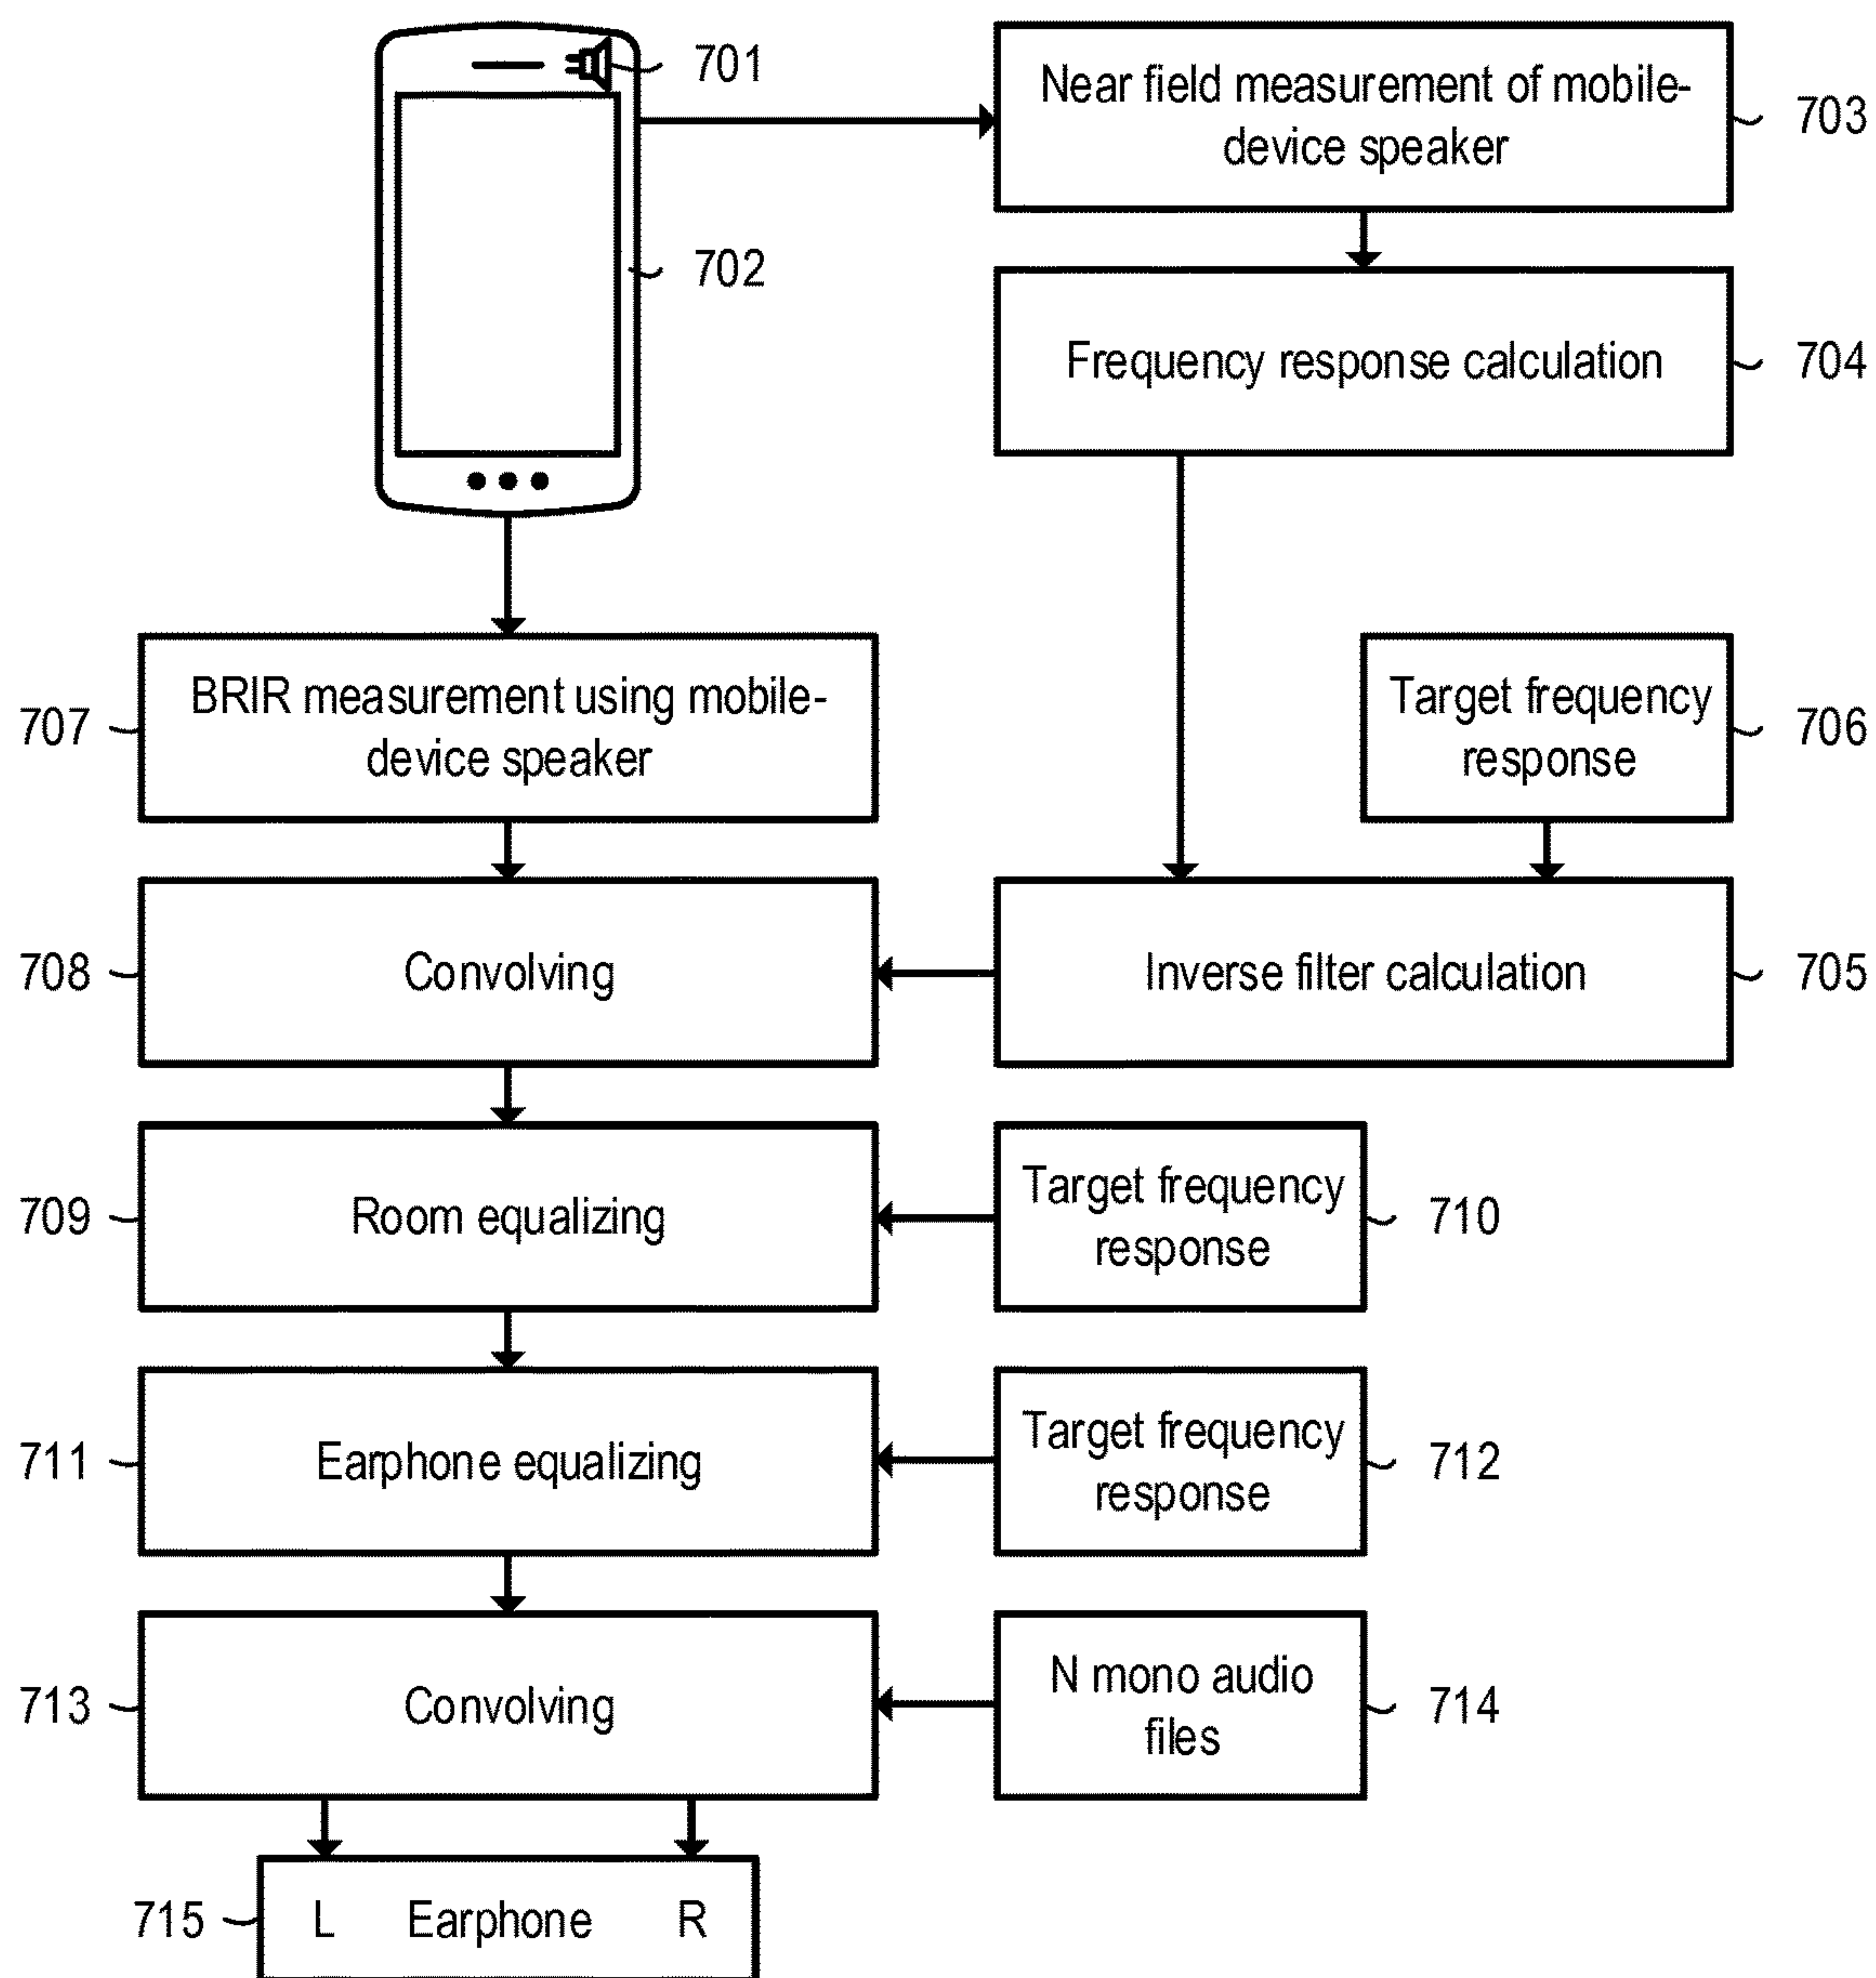 701
Near field measurement of mobile-
device speaker
703
702
Frequency response calculation
704
BRIR measurement using mobile-
device speaker
707
Target frequency
response
706
708
Convolving
Inverse filter calculation
705
709
Room equalizing
Target frequency
response
710
711
Earphone equalizing
Target frequency
response
712
713
Convolving
N mono audio
files
714
715
L Earphone R